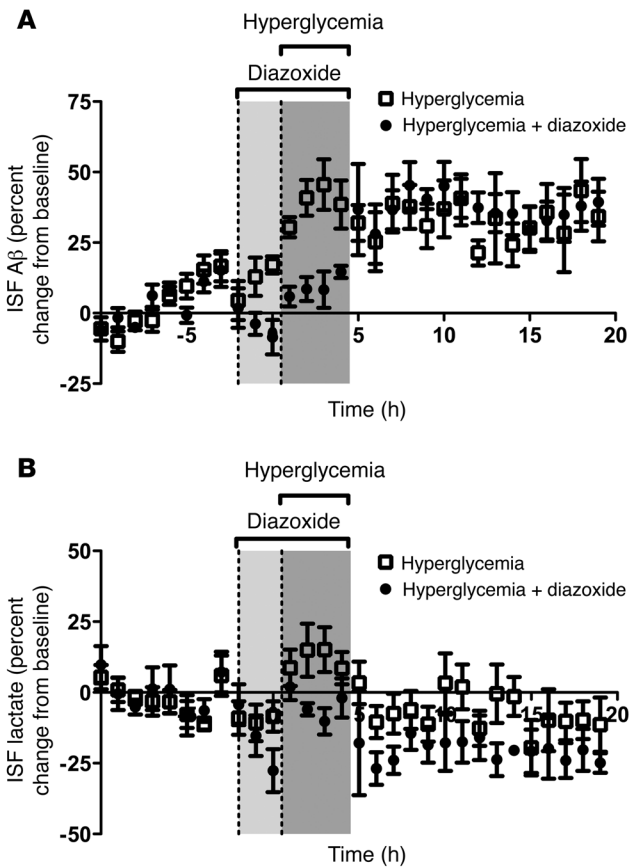 A
Hyperglycemia
Diazoxide
Hyperglycemia
Hyperglycemia + diazoxide
ISF Aβ (percent
change from baseline)
75
50
25
0
-25
-5
5
10
15
20
Time (h)
B
Hyperglycemia
Diazoxide
Hyperglycemia
Hyperglycemia + diazoxide
ISF lactate (percent
change from baseline)
50
25
0
-25
-50
-5
5
10
15
20
Time (h)